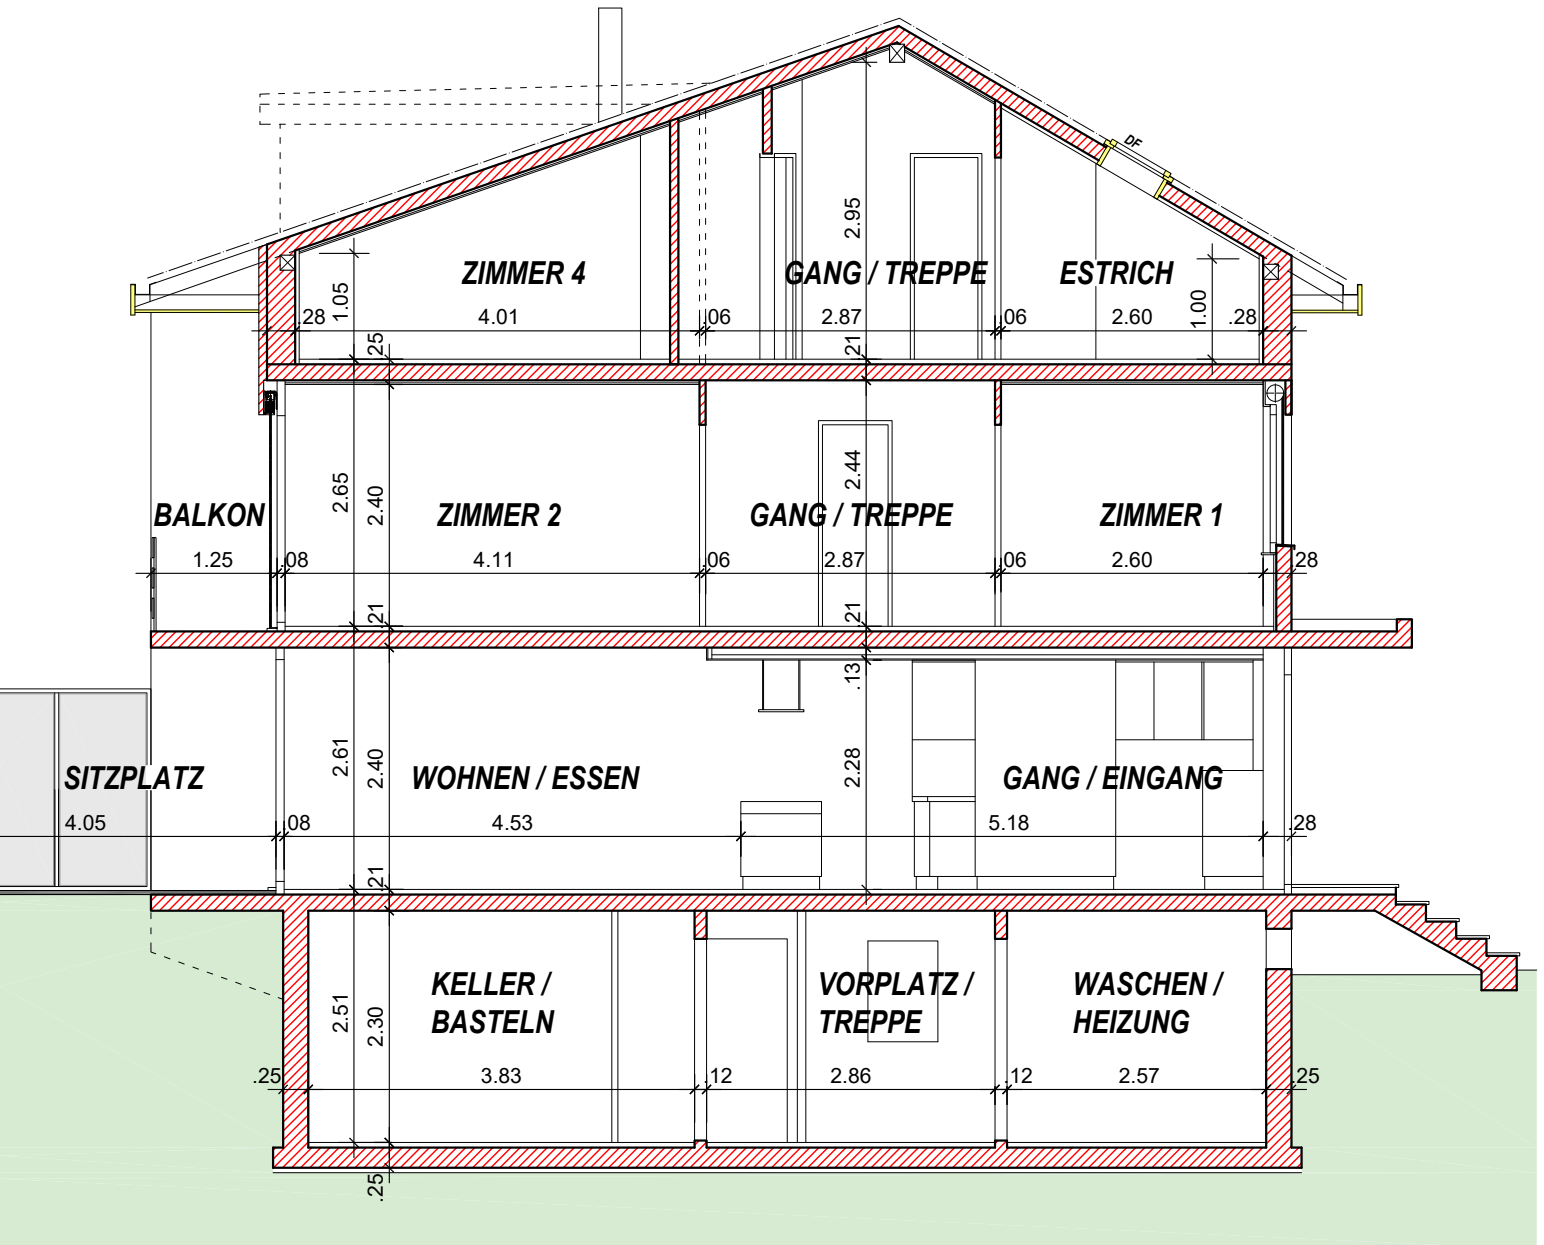 DF
2.95
ZIMMER 4
GANG / TREPPE
ESTRICH
1.05
1.00
.28
4.01
.06
2.87
.06
2.60
.28
.25
.21
2.65
2.40
2.44
BALKON
ZIMMER 2
GANG / TREPPE
ZIMMER 1
1.25
.08
4.11
.06
2.87
.06
2.60
.28
.21
.21
.13
2.61
2.40
2.28
SITZPLATZ
WOHNEN / ESSEN
GANG / EINGANG
4.05
.08
4.53
5.18
.28
.21
KELLER /
BASTELN
VORPLATZ /
TREPPE
WASCHEN /
HEIZUNG
2.51
2.30
.25
3.83
.12
2.86
.12
2.57
.25
.25